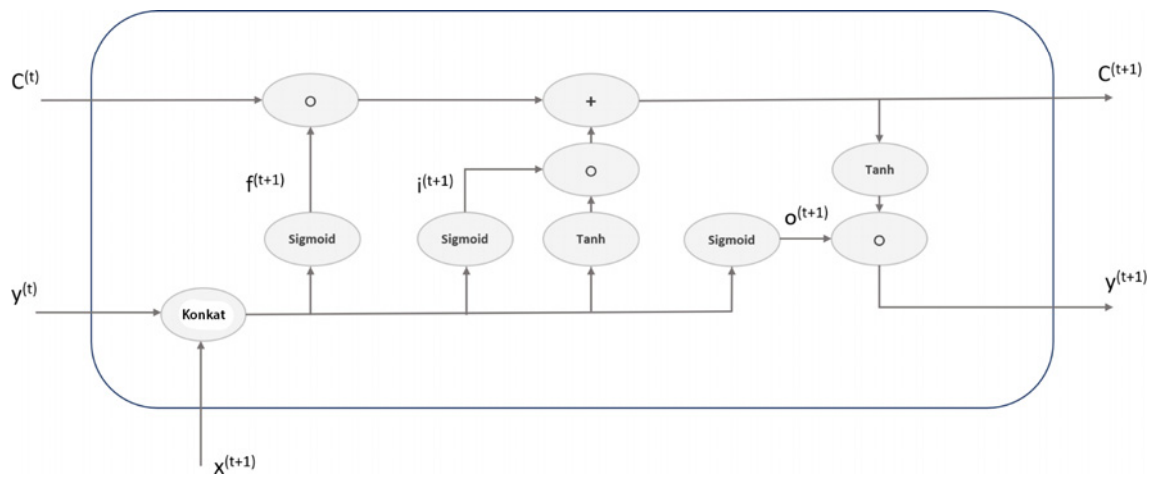 C(t)
C(t+1)
o
+
Tanh
f(t+1)
i(t+1)
o
o(t+1)
Sigmoid
Sigmoid
Tanh
Sigmoid
o
y(t)
y(t+1)
Konkat
x(t+1)